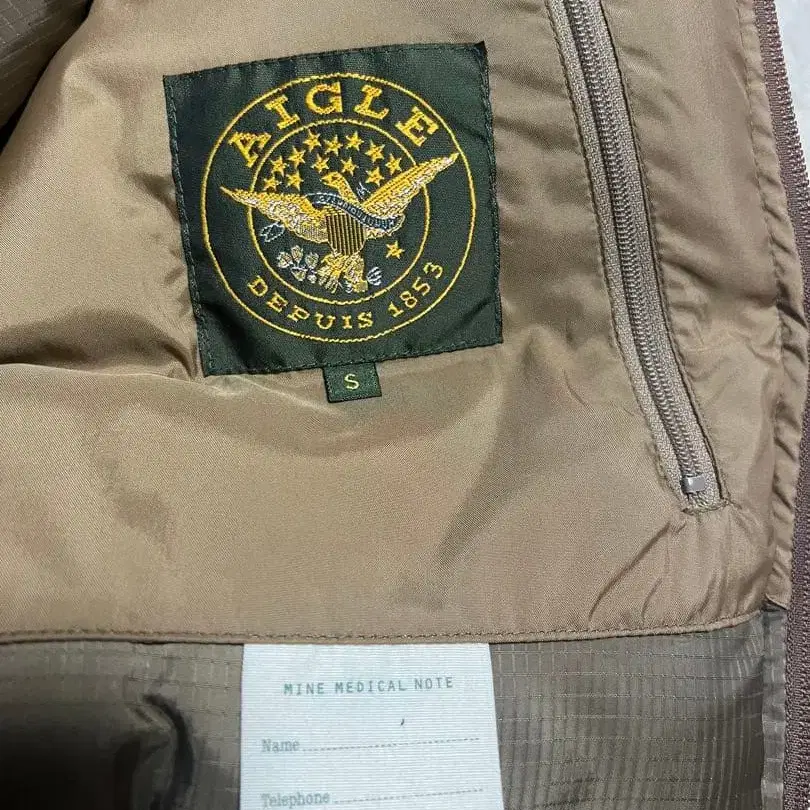 AIGLE
DEPUIS 1853
S
MINE MEDICAL NOTE
Name
Telephone